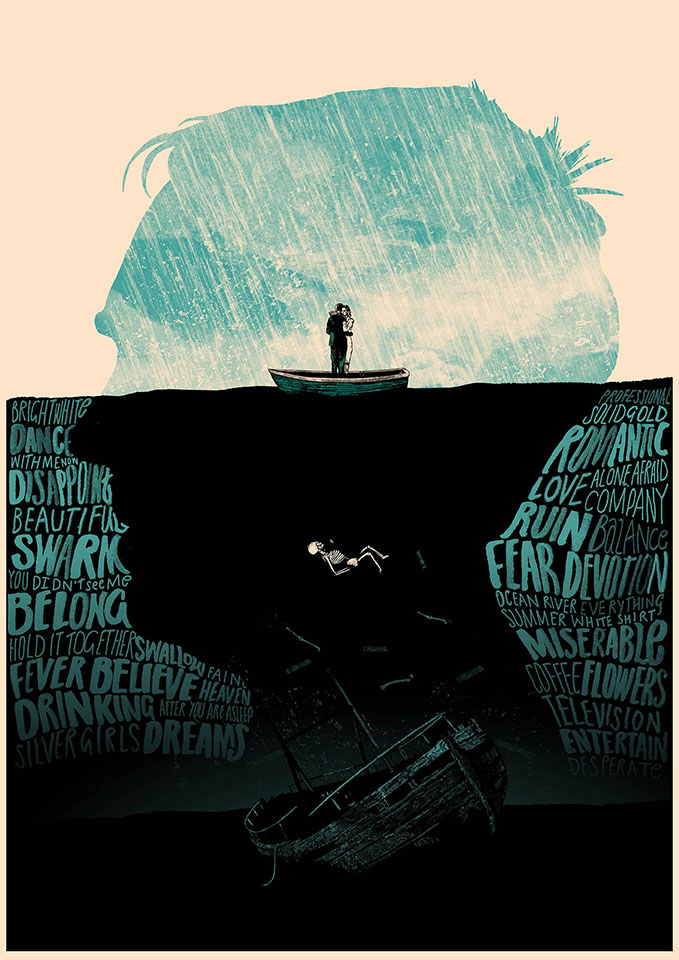 BRIGHT WHITE
DANCE
WITH ME NOW
DISAPPOINT
BEAUTIFUL
SWARM
YOU DIDN'T see Me
BELONG
HOLD IT TOGETHER
SWALLOW
FAINT
FEVER BELIEVE
HEAVEN
DRINKING
AFTER YOU ARE ASLEEP
SILVER GIRLS DREAMS
PROFESSIONAL
SOLID GOLD
ROMANTIC
LOVE
ALONE AFRAID
COMPANY
RUIN BaLaNCe
FEAR DEVOTION
OCEAN RIVER EVERYTHING
SUMMER WHITE SHIRT
MISERABLe
COFFEE FLOWERS
TELEVISION
ENTERTAIN
DESPERATe